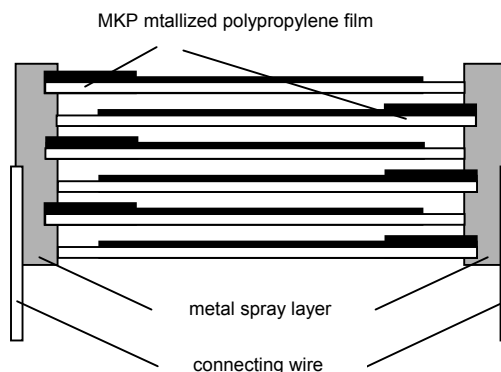 MKP mtallized polypropylene film
metal spray layer
connecting wire